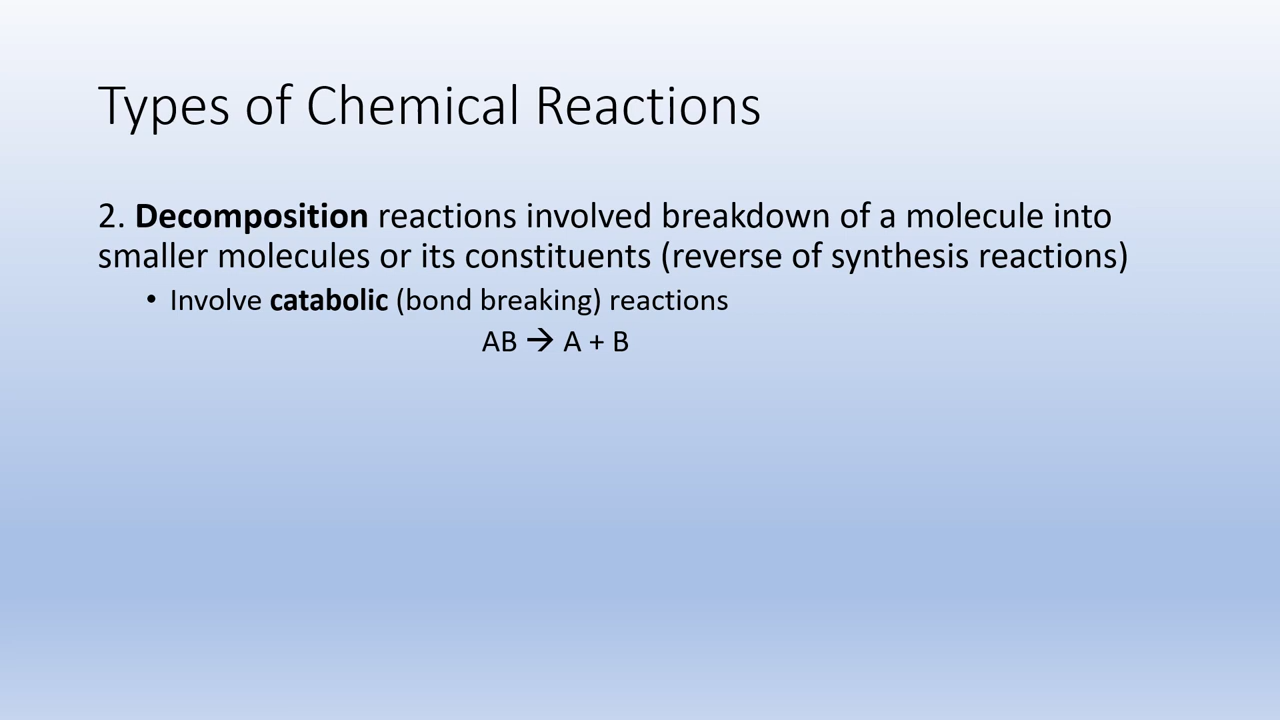 Types of Chemical Reactions
2. Decomposition reactions involved breakdown of a molecule into
smaller molecules or its constituents (reverse of synthesis reactions)
• Involve catabolic (bond breaking) reactions
AB → A + B